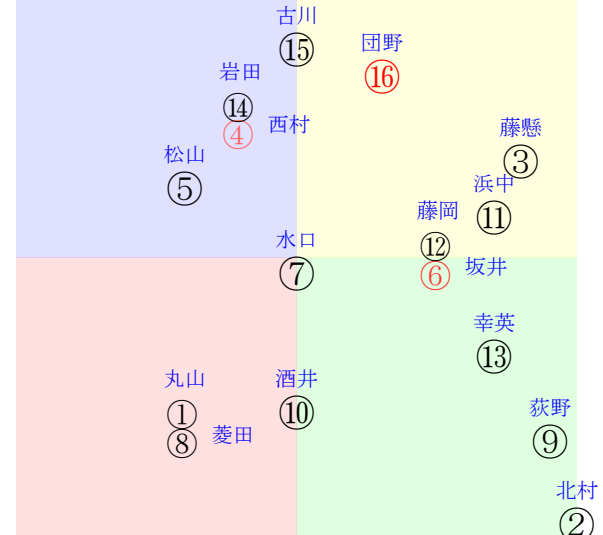 古川
⑮
団野
⑯
岩田
⑭
④
西村
藤懸
③
松山
⑤
浜中
⑪
藤岡
⑫
⑥
坂井
水口
⑦
幸英
⑬
丸山
①
⑧
菱田
酒井
⑩
荻野
⑨
北村
②